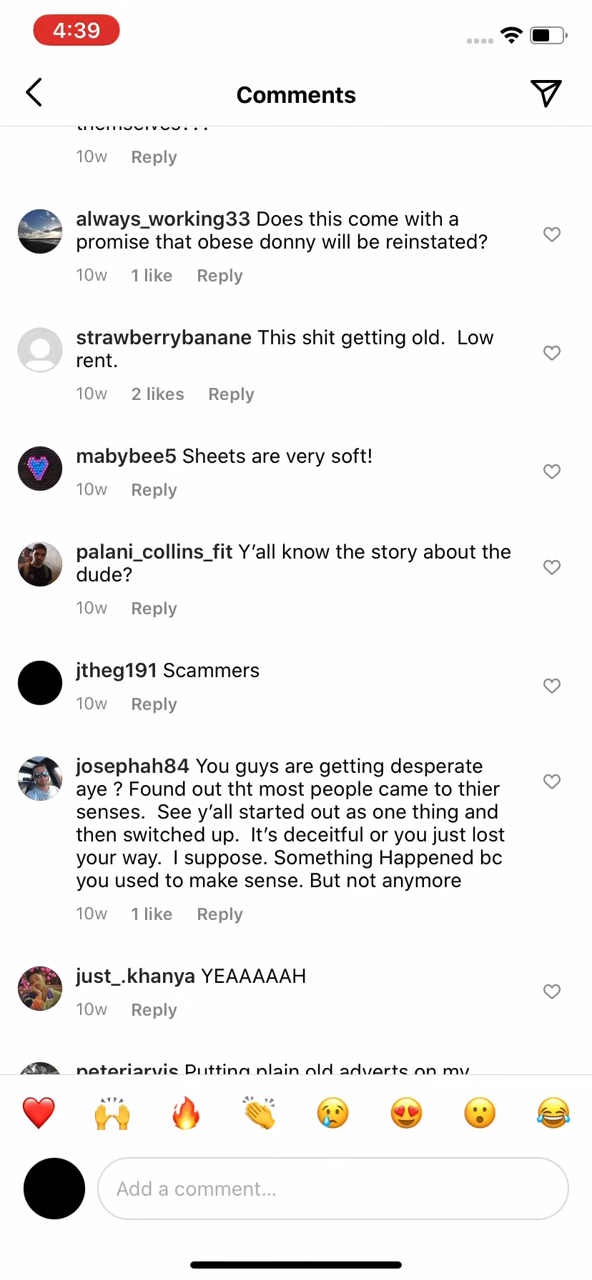 4:39
Comments
themselves...
10w Reply
always_working33 Does this come with a
promise that obese donny will be reinstated?
10w 1 like Reply
strawberrybanane This shit getting old. Low
rent.
10w 2 likes Reply
mabybee5 Sheets are very soft!
10w Reply
palani_collins_fit Y’all know the story about the
dude?
10w Reply
jtheg191 Scammers
10w Reply
josephah84 You guys are getting desperate
aye ? Found out tht most people came to thier
senses. See y’all started out as one thing and
then switched up. It’s deceitful or you just lost
your way. I suppose. Something Happened bc
you used to make sense. But not anymore
10w 1 like Reply
just_.khanya YEAAAAAH
10w Reply
peterjarvis Putting plain old adverts on my
Add a comment...